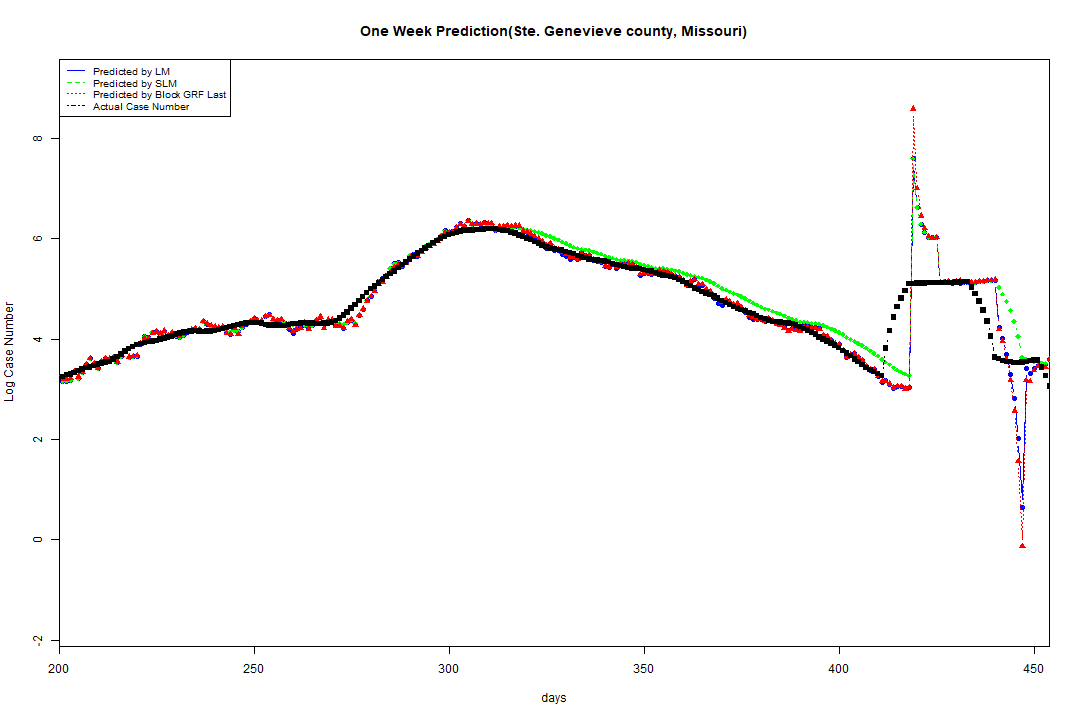 One Week Prediction(Ste. Genevieve county, Missouri)
Predicted by LM
Predicted by SLM
Predicted by Block GRF Last
Actual Case Number
8
6
4
2
0
-2
Log Case Number
200 250 300 350 400 450
days